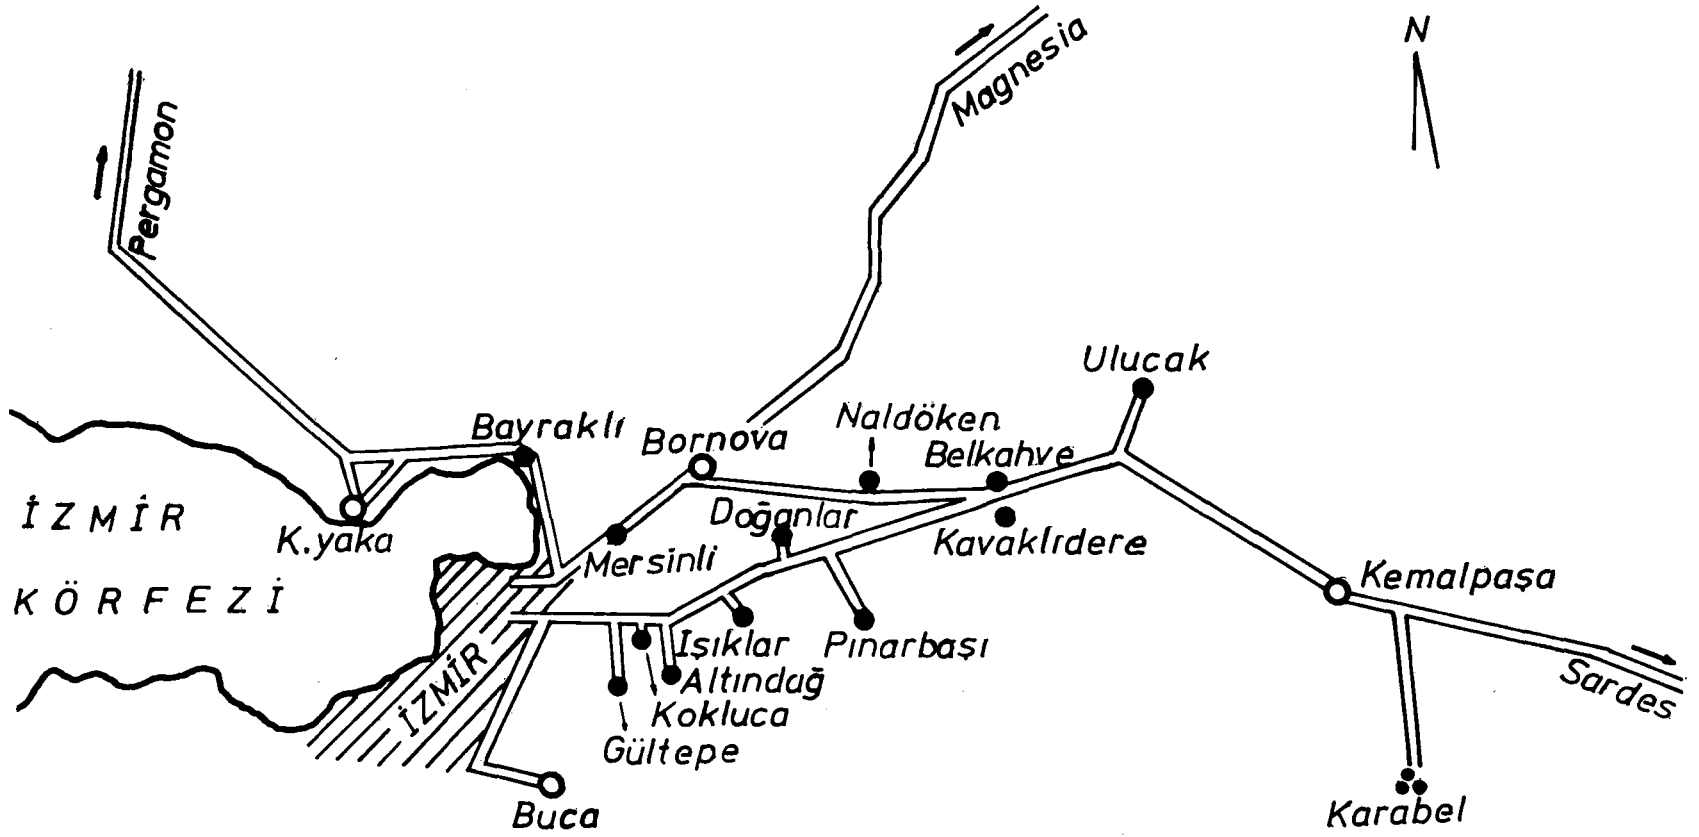 N
Magnesia
Pergamon
Ulucak
Naldöken
Bayraklı
Bornova
Belkahve
İZMİR
KÖRFEZİ
K.yaka
Doğanlar
Mersinli
Kavaklıdere
Kemalpaşa
Işıklar
Pınarbaşı
Altındağ
Kokluca
Gültepe
İZMİR
Sardes
Buca
Karabel